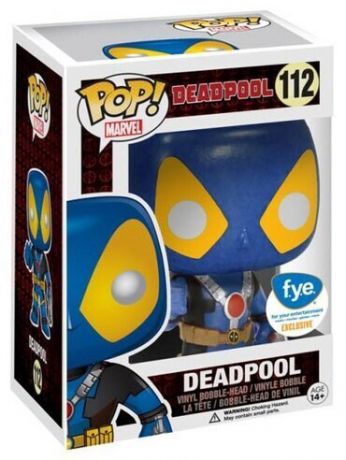 POP!
MARVEL
DEADPOOL 112
POP!
MARVEL
f.y.e.
for your entertainment
EXCLUSIVE
DEADPOOL
112
DEADPOOL
VINYL BOBBLE-HEAD / VINYLE BOBBLE
LA TÊTE / BOBBLE-HEAD DE VINIL
WARNING: Choking Hazard.
AGE
14+